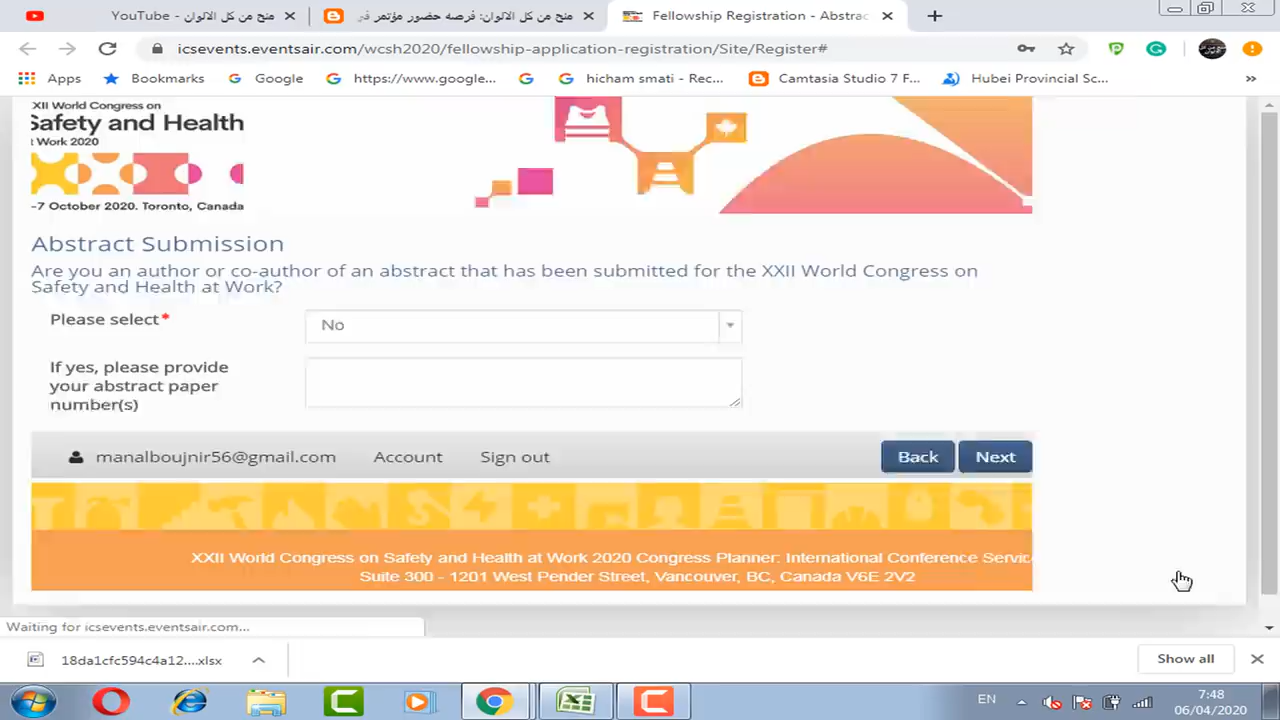 YouTube - منح من كل الالوان
منح من كل الالوان: فرصه حضور مؤتمر في
Fellowship Registration - Abstrac
icsevents.eventsair.com/wcsh2020/fellowship-application-registration/Site/Register#
Apps
Bookmarks
Google
https://www.google...
hicham smati - Rec...
Camtasia Studio 7 F...
Hubei Provincial Sc...
»
XII World Congress on
Safety and Health
t Work 2020
-7 October 2020. Toronto, Canada
Abstract Submission
Are you an author or co-author of an abstract that has been submitted for the XXII World Congress on
Safety and Health at Work?
Please select*
No
If yes, please provide
your abstract paper
number(s)
manalboujnir56@gmail.com
Account
Sign out
Back
Next
XXII World Congress on Safety and Health at Work 2020 Congress Planner: International Conference Servic
Suite 300 - 1201 West Pender Street, Vancouver, BC, Canada V6E 2V2
Waiting for icsevents.eventsair.com...
18da1cfc594c4a12....xlsx
Show all
EN
7:48
06/04/2020